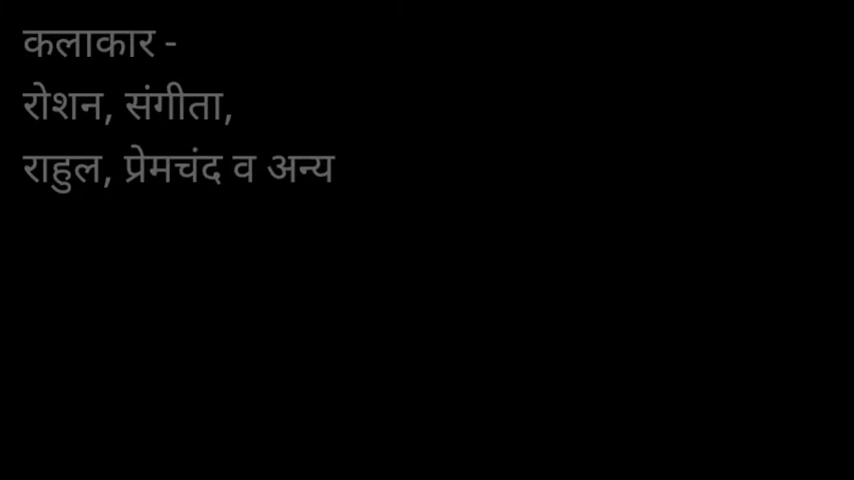 कलाकार -
रोशन, संगीता,
राहुल, प्रेमचंद व अन्य